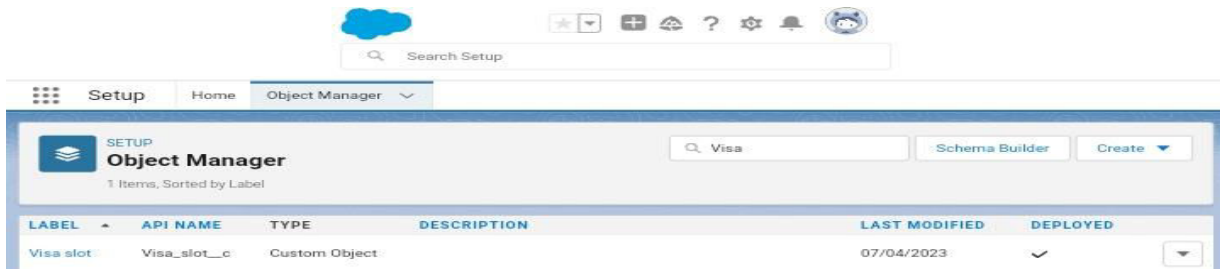 Search Setup
Setup Home Object Manager
SETUP
Object Manager
1 Items, Sorted by Label
Visa
Schema Builder
Create
LABEL API NAME TYPE DESCRIPTION LAST MODIFIED DEPLOYED
Visa slot Visa_slot__c Custom Object 07/04/2023